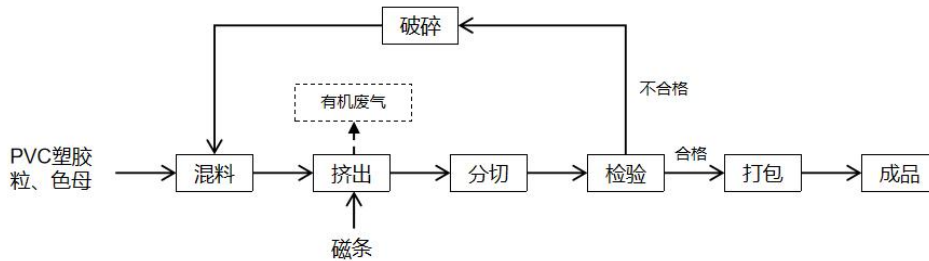 破碎
不合格
有机废气
PVC塑胶
粒、色母
混料
挤出
分切
检验
合格
打包
成品
磁条